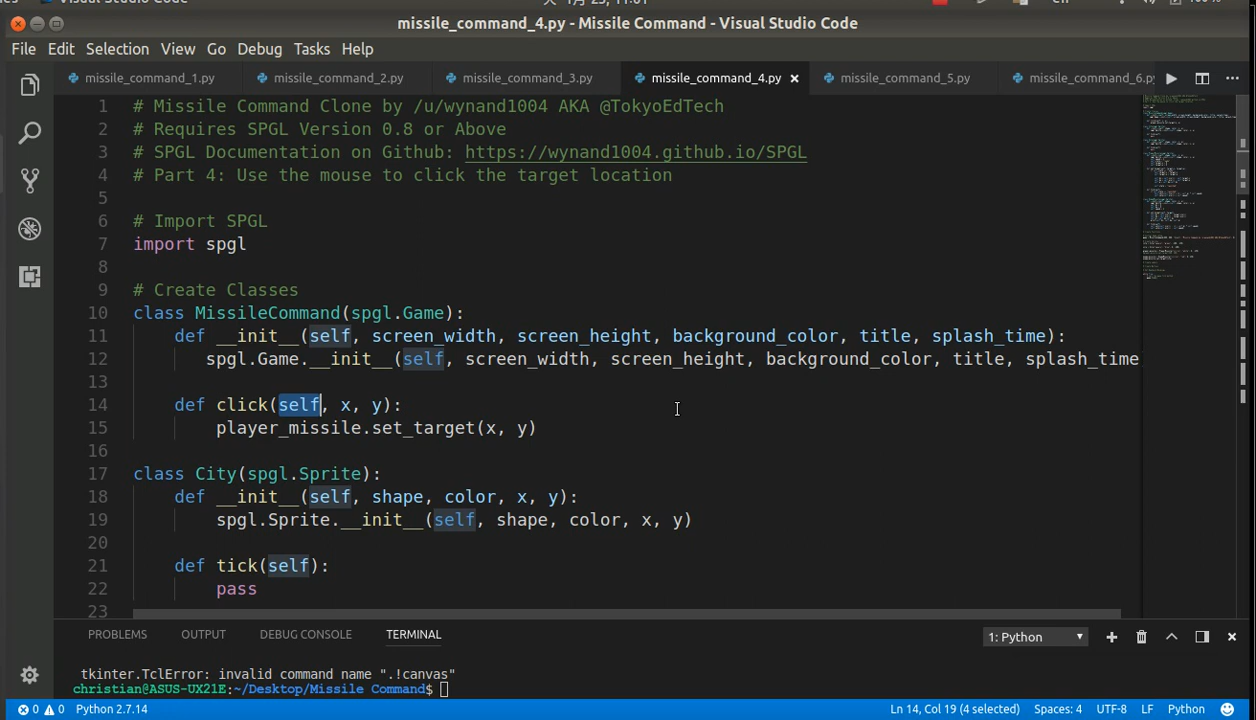 missile_command_4.py - Missile Command - Visual Studio Code
File Edit Selection View Go Debug Tasks Help
missile_command_1.py missile_command_2.py missile_command_3.py missile_command_4.py missile_command_5.py missile_command_6.py
1 # Missile Command Clone by /u/wynand1004 AKA @TokyoEdTech
2 # Requires SPGL Version 0.8 or Above
3 # SPGL Documentation on Github: https://wynand1004.github.io/SPGL
4 # Part 4: Use the mouse to click the target location
5
6 # Import SPGL
7 import spgl
8
9 # Create Classes
10 class MissileCommand(spgl.Game):
11 def __init__(self, screen_width, screen_height, background_color, title, splash_time):
12 spgl.Game.__init__(self, screen_width, screen_height, background_color, title, splash_time
13
14 def click(self, x, y):
15 player_missile.set_target(x, y)
16
17 class City(spgl.Sprite):
18 def __init__(self, shape, color, x, y):
19 spgl.Sprite.__init__(self, shape, color, x, y)
20
21 def tick(self):
22 pass
23
PROBLEMS OUTPUT DEBUG CONSOLE TERMINAL 1: Python
tkinter.TclError: invalid command name ".!canvas"
christian@ASUS-UX21E:~/Desktop/Missile Command$
0 0 Python 2.7.14 Ln 14, Col 19 (4 selected) Spaces: 4 UTF-8 LF Python